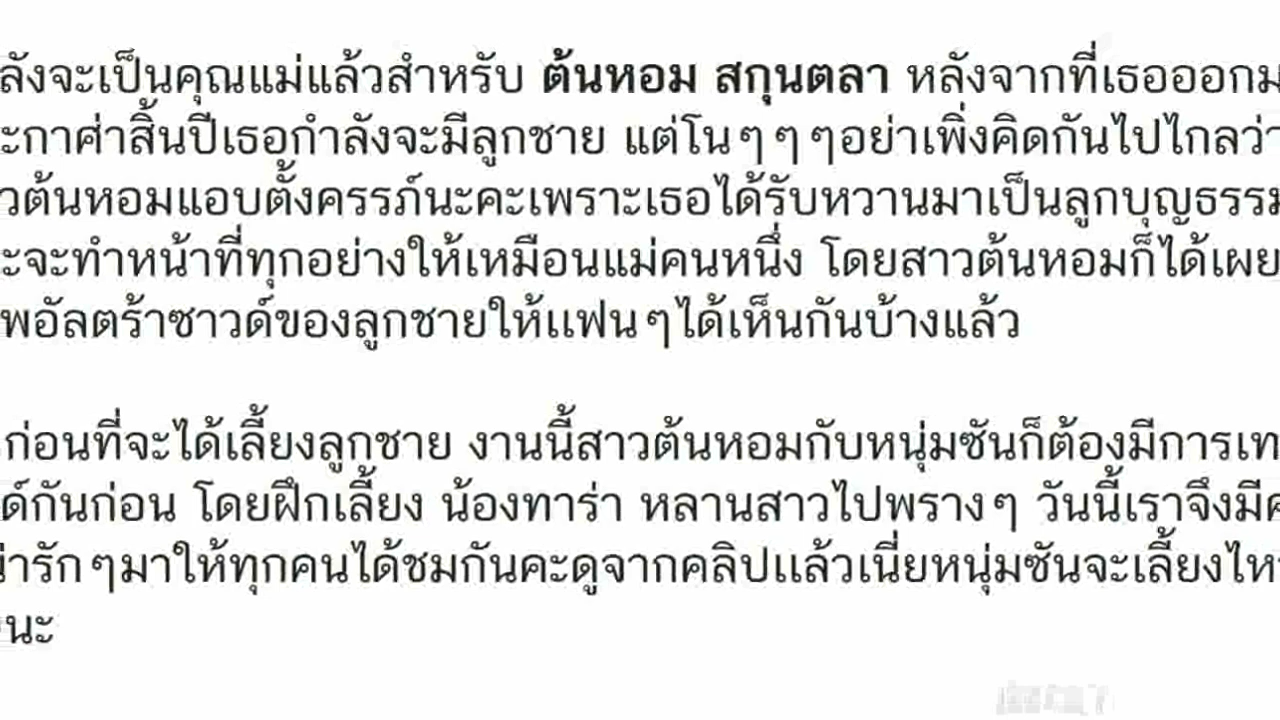 ลังจะเป็นคุณแม่แล้วสำหรับ ต้นหอม สกุนตลา หลังจากที่เธอออกม
ะกาศ่าสิ้นปีเธอกำลังจะมีลูกชาย แต่โนๆ ๆ ๆอย่าเพิ่งคิดกันไปไกลว่า
วต้นหอมแอบตั้งครรภ์นะคะเพราะเธอได้รับหวานมาเป็นลูกบุญธรรม
ะจะทำหน้าที่ทุกอย่างให้เหมือนแม่คนหนึ่ง โดยสาวต้นหอมก็ได้เผย
พอัลตร้าซาวด์ของลูกชายให้แฟนๆได้เห็นกันบ้างแล้ว
ก่อนที่จะได้เลี้ยงลูกชาย งานนี้สาวต้นหอมกับหนุ่มซันก็ต้องมีการเท
ด์กันก่อน โดยฝึกเลี้ยง น้องทาร่า หลานสาวไปพรางๆ วันนี้เราจึงมี
น่ารักๆมาให้ทุกคนได้ชมกันคะดูจากคลิปแล้วเนี่ยหนุ่มซันจะเลี้ยงไห
นะ